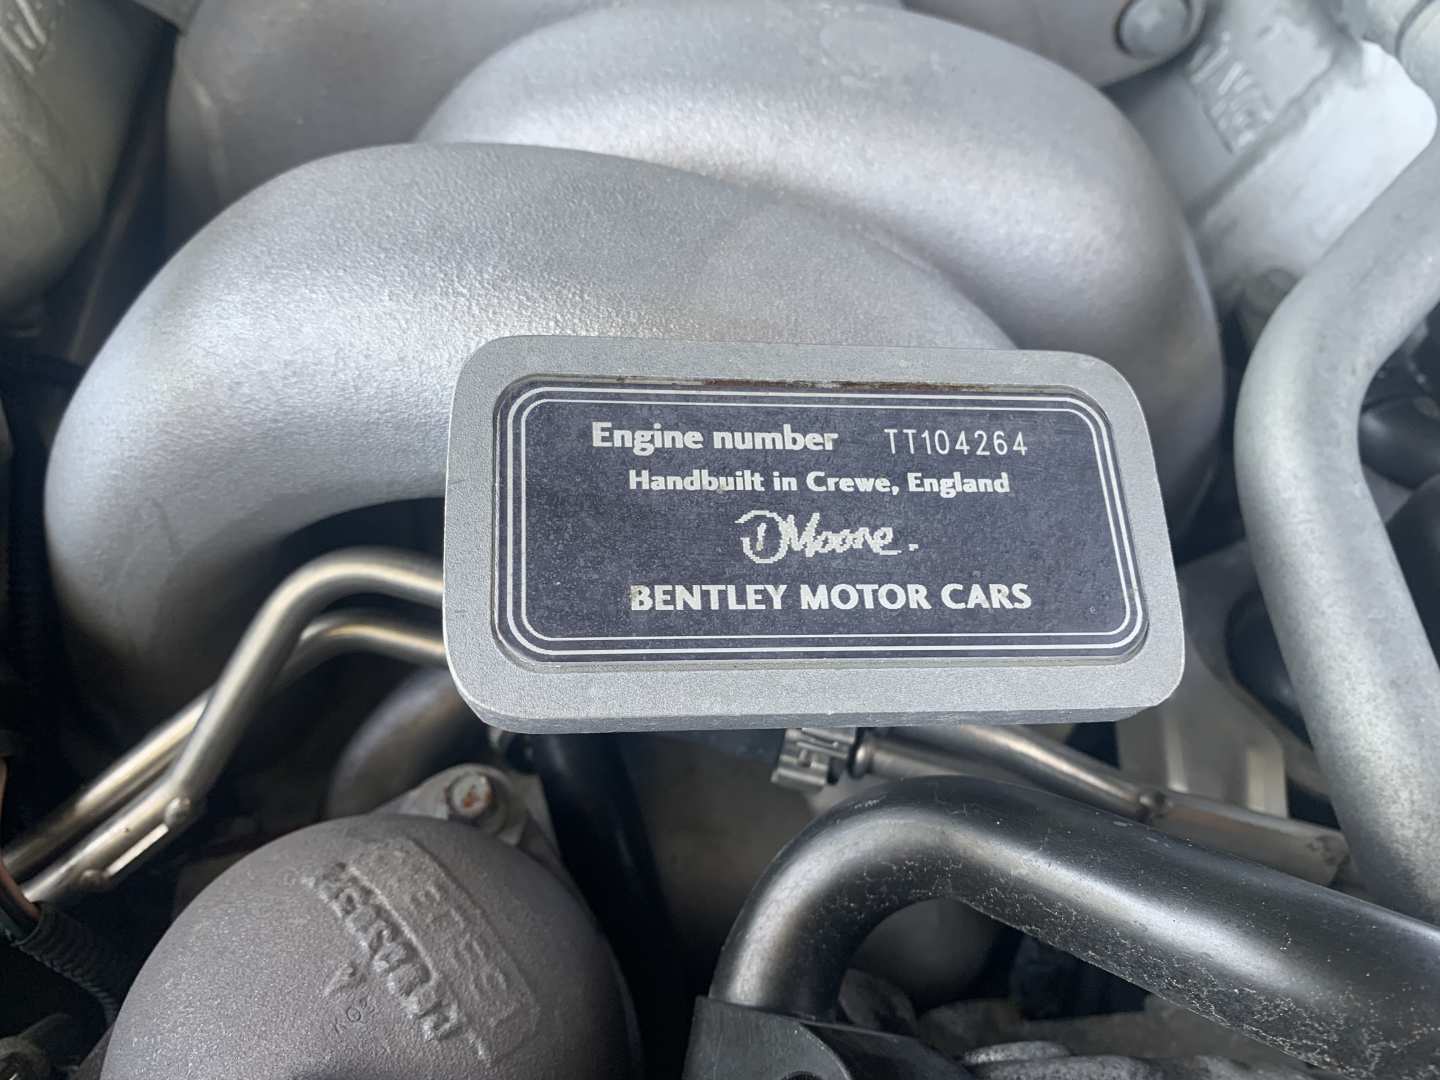 Engine number TT104264
Handbuilt in Crewe, England
DMoore.
BENTLEY MOTOR CARS